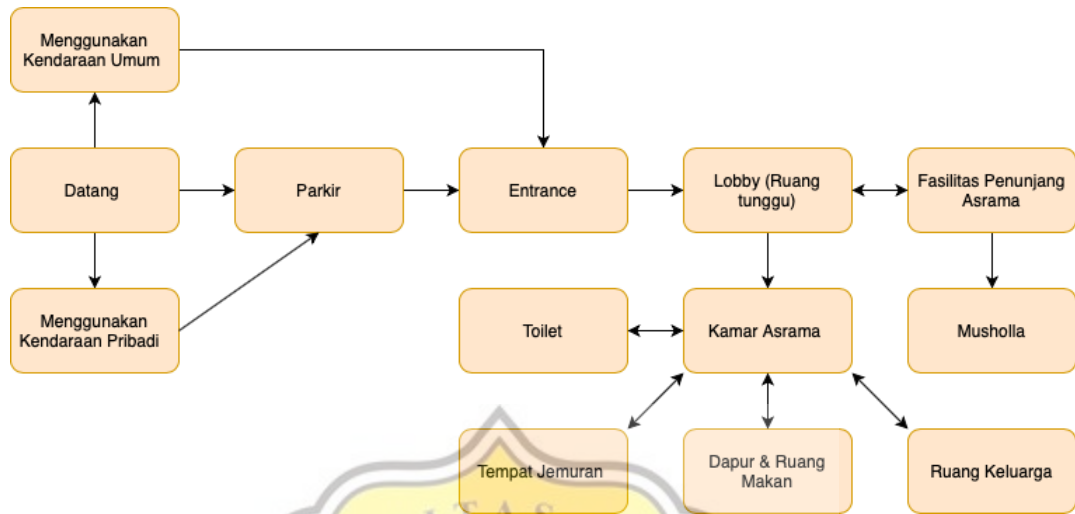 Menggunakan
Kendaraan Umum
Datang
Parkir
Entrance
Lobby (Ruang
tunggu)
Fasilitas Penunjang
Asrama
Menggunakan
Kendaraan Pribadi
Toilet
Kamar Asrama
Musholla
Tempat Jemuran
Dapur & Ruang
Makan
Ruang Keluarga
ITAS